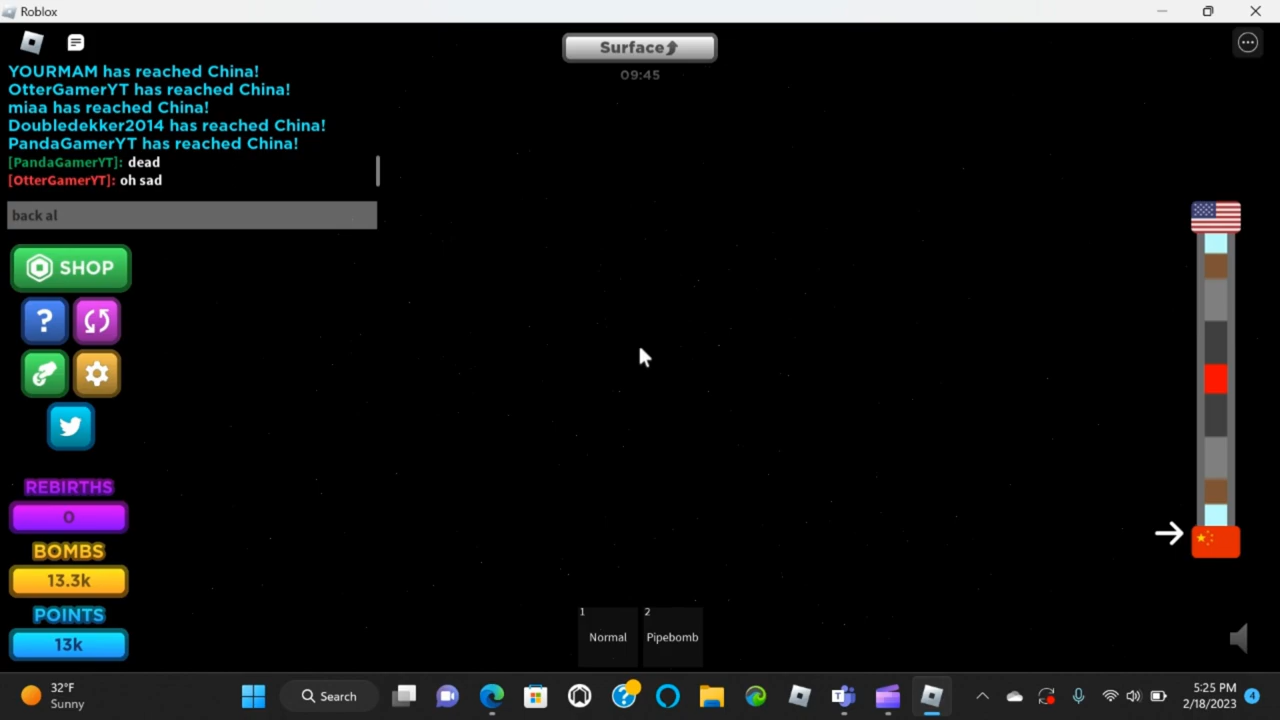 Roblox
Surface
09:45
YOURMAM has reached China!
OtterGamerYT has reached China!
miaa has reached China!
Doubledekker2014 has reached China!
PandaGamerYT has reached China!
[PandaGamerYT]: dead
[OtterGamerYT]: oh sad
back al
SHOP
?
REBIRTHS
0
BOMBS
13.3k
POINTS
13k
1
Normal
2
Pipebomb
32°F
Sunny
Search
5:25 PM
2/18/2023
4